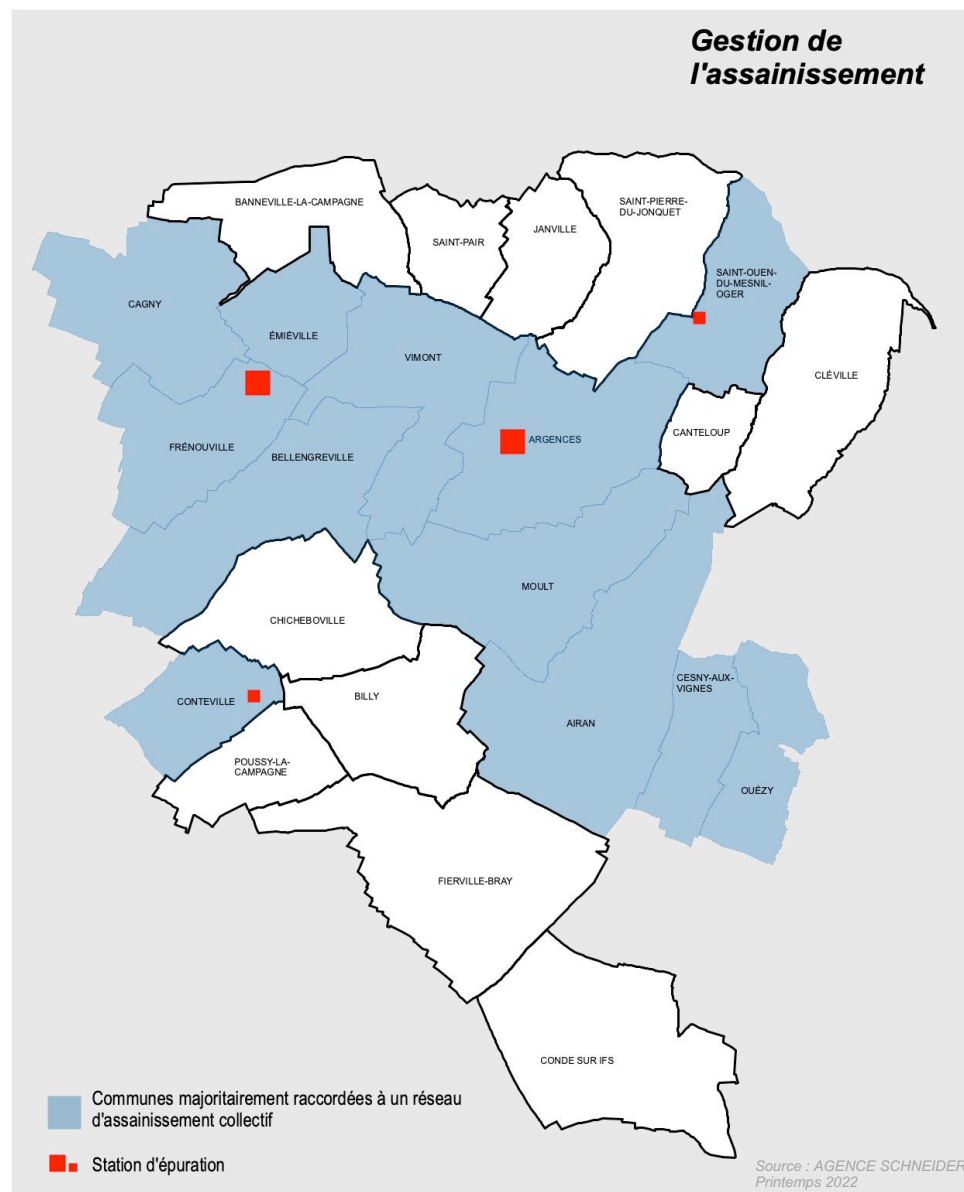 Gestion de
l'assainissement
BANNEVILLE-LA-CAMPAGNE
SAINT-PAIR
JANVILLE
SAINT-PIERRE-
DU-JONQUET
SAINT-OUEN-
DU-MESNIL-
OGER
CAGNY
ÉMIÉVILLE
VIMONT
CLÉVILLE
CANTELOUP
ARGENCES
FRÉNOUVILLE
BELLENGREVILLE
MOULT
CHICHEBOVILLE
CONTEVILLE
BILLY
CESNY-AUX-
VIGNES
AIRAN
POUSSY-LA-
CAMPAGNE
OUÉZY
FIERVILLE-BRAY
CONDE SUR IFS
Communes majoritairement raccordées à un réseau
d'assainissement collectif
Station d'épuration
Source : AGENCE SCHNEIDER
Printemps 2022